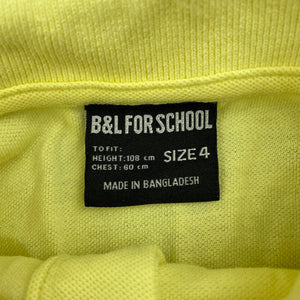 B&L FOR SCHOOL
TO FIT:
HEIGHT: 108 cm
CHEST: 60 cm
SIZE 4
MADE IN BANGLADESH